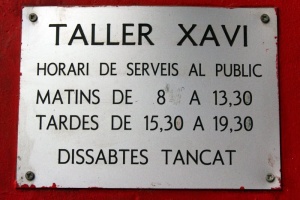 TALLER XAVI
HORARI DE SERVEIS AL PUBLIC
MATINS DE 8 A 13,30
TARDES DE 15,30 A 19,30
DISSABTES TANCAT